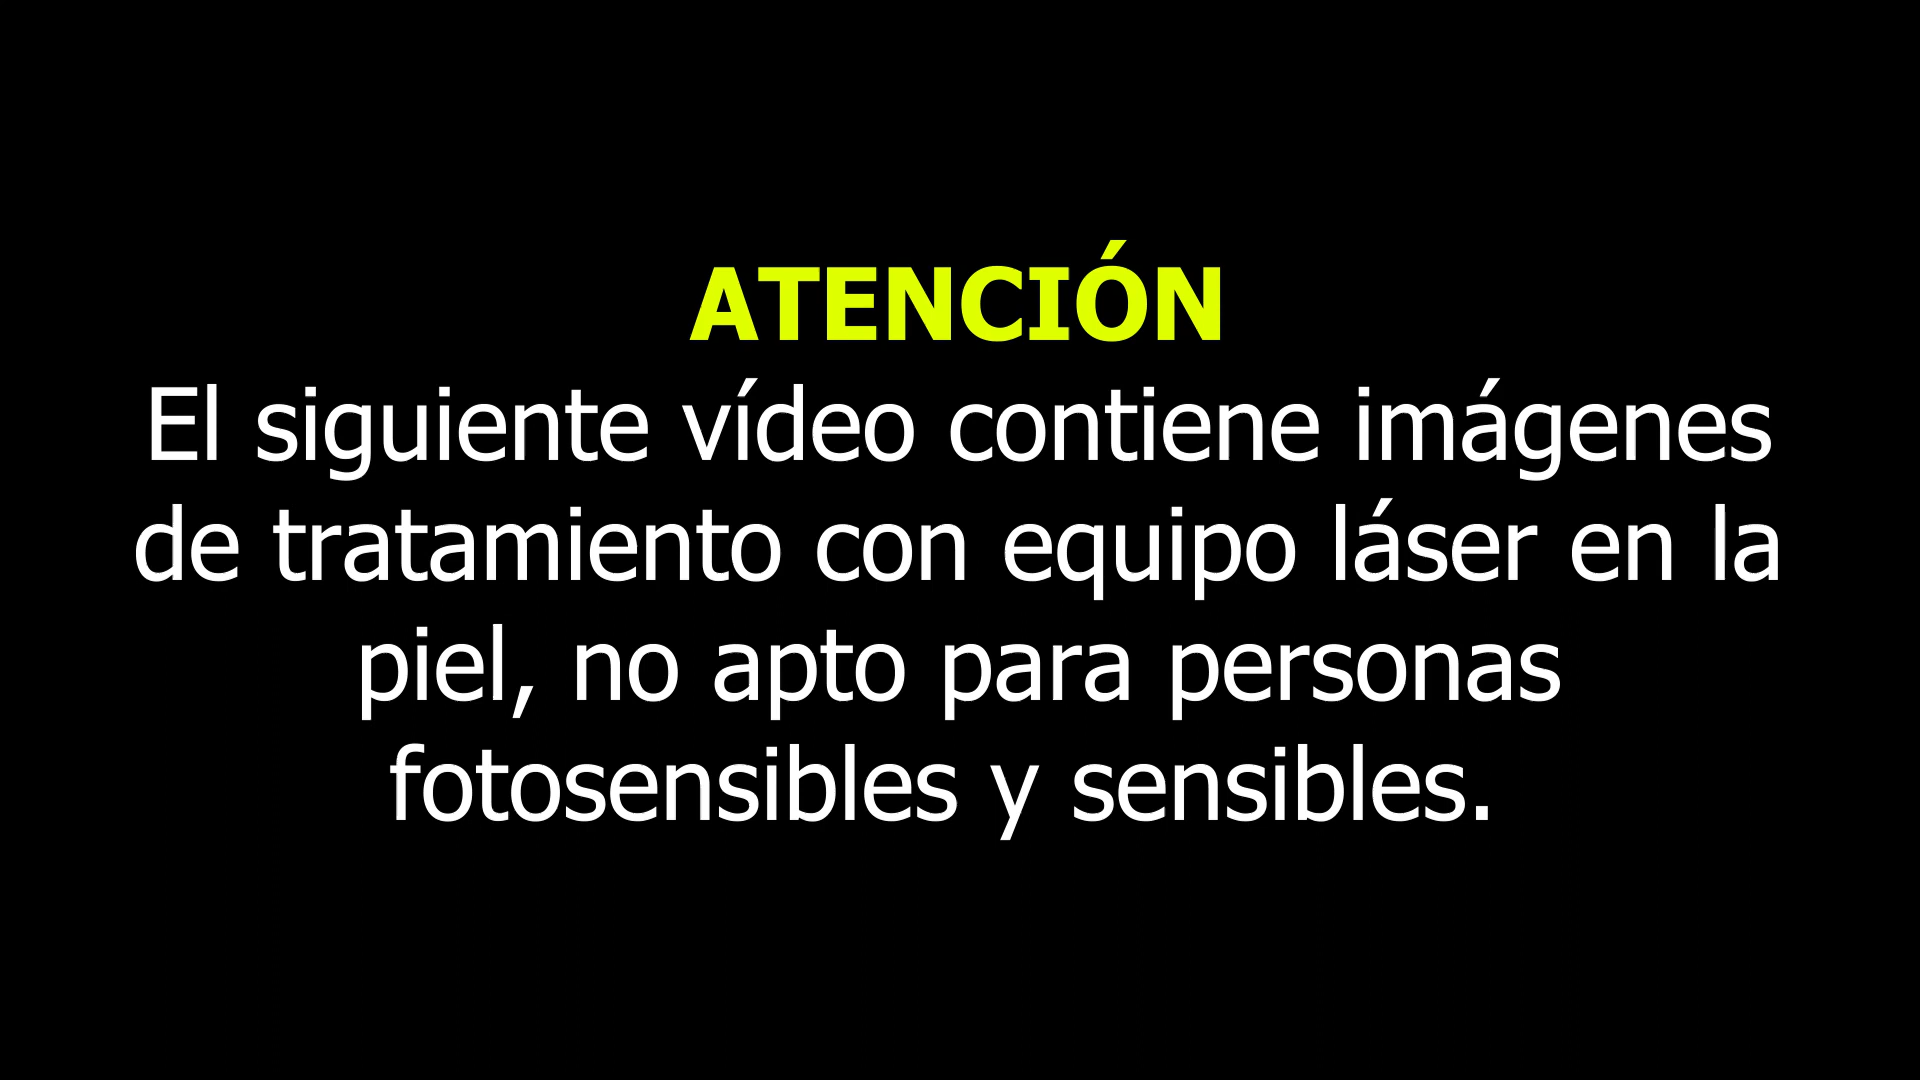 ATENCIÓN
El siguiente vídeo contiene imágenes
de tratamiento con equipo láser en la
piel, no apto para personas
fotosensibles y sensibles.